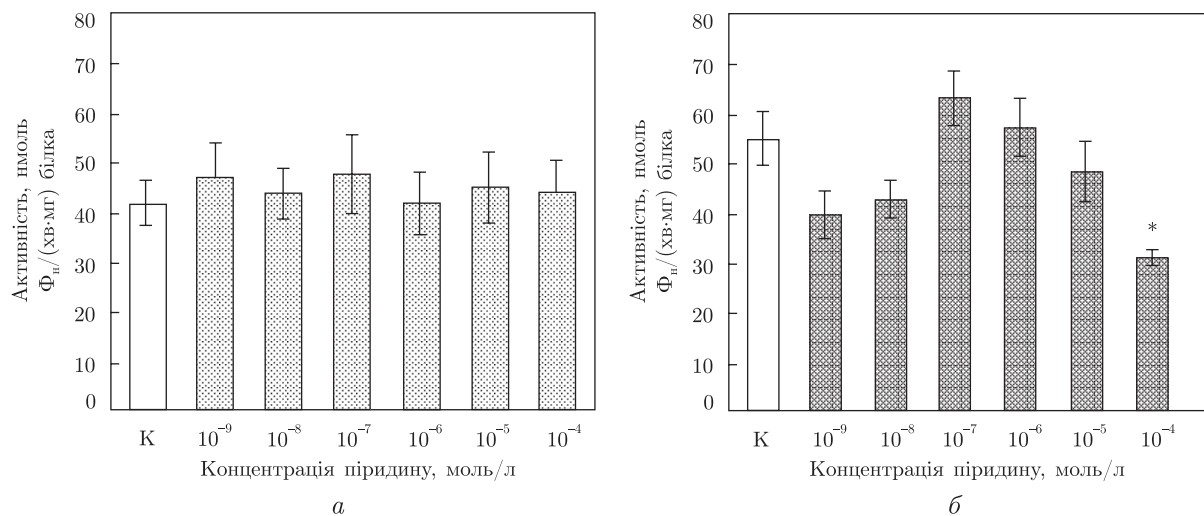 80
70
60
50
40
30
20
10
0
Активність, нмоль
Фн/(хв·мг) білка
К 10⁻⁹ 10⁻⁸ 10⁻⁷ 10⁻⁶ 10⁻⁵ 10⁻⁴
Концентрація піридину, моль/л
а
80
70
60
50
40
30
20
10
0
Активність, нмоль
Фн/(хв·мг) білка
*
К 10⁻⁹ 10⁻⁸ 10⁻⁷ 10⁻⁶ 10⁻⁵ 10⁻⁴
Концентрація піридину, моль/л
б